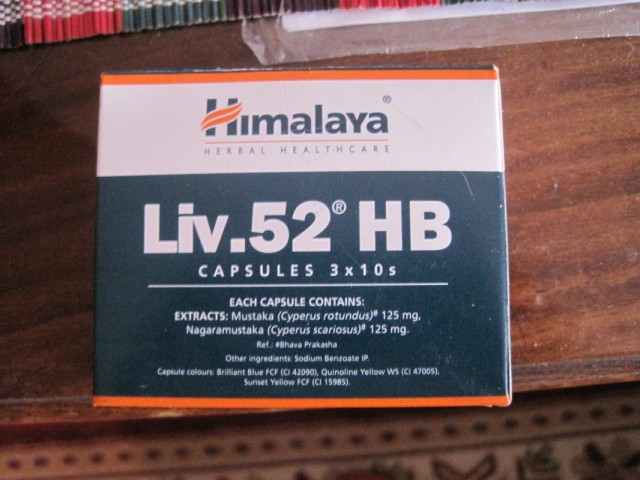 Himalaya®
HERBAL HEALTHCARE
Liv.52® HB
CAPSULES 3x10s
EACH CAPSULE CONTAINS:
EXTRACTS: Mustaka (Cyperus rotundus)# 125 mg,
Nagaramustaka (Cyperus scariosus)# 125 mg.
Ref.: #Bhava Prakasha
Other ingredients: Sodium Benzoate IP.
Capsule colours: Brilliant Blue FCF (CI 42090), Quinoline Yellow WS (CI 47005),
Sunset Yellow FCF (CI 15985).